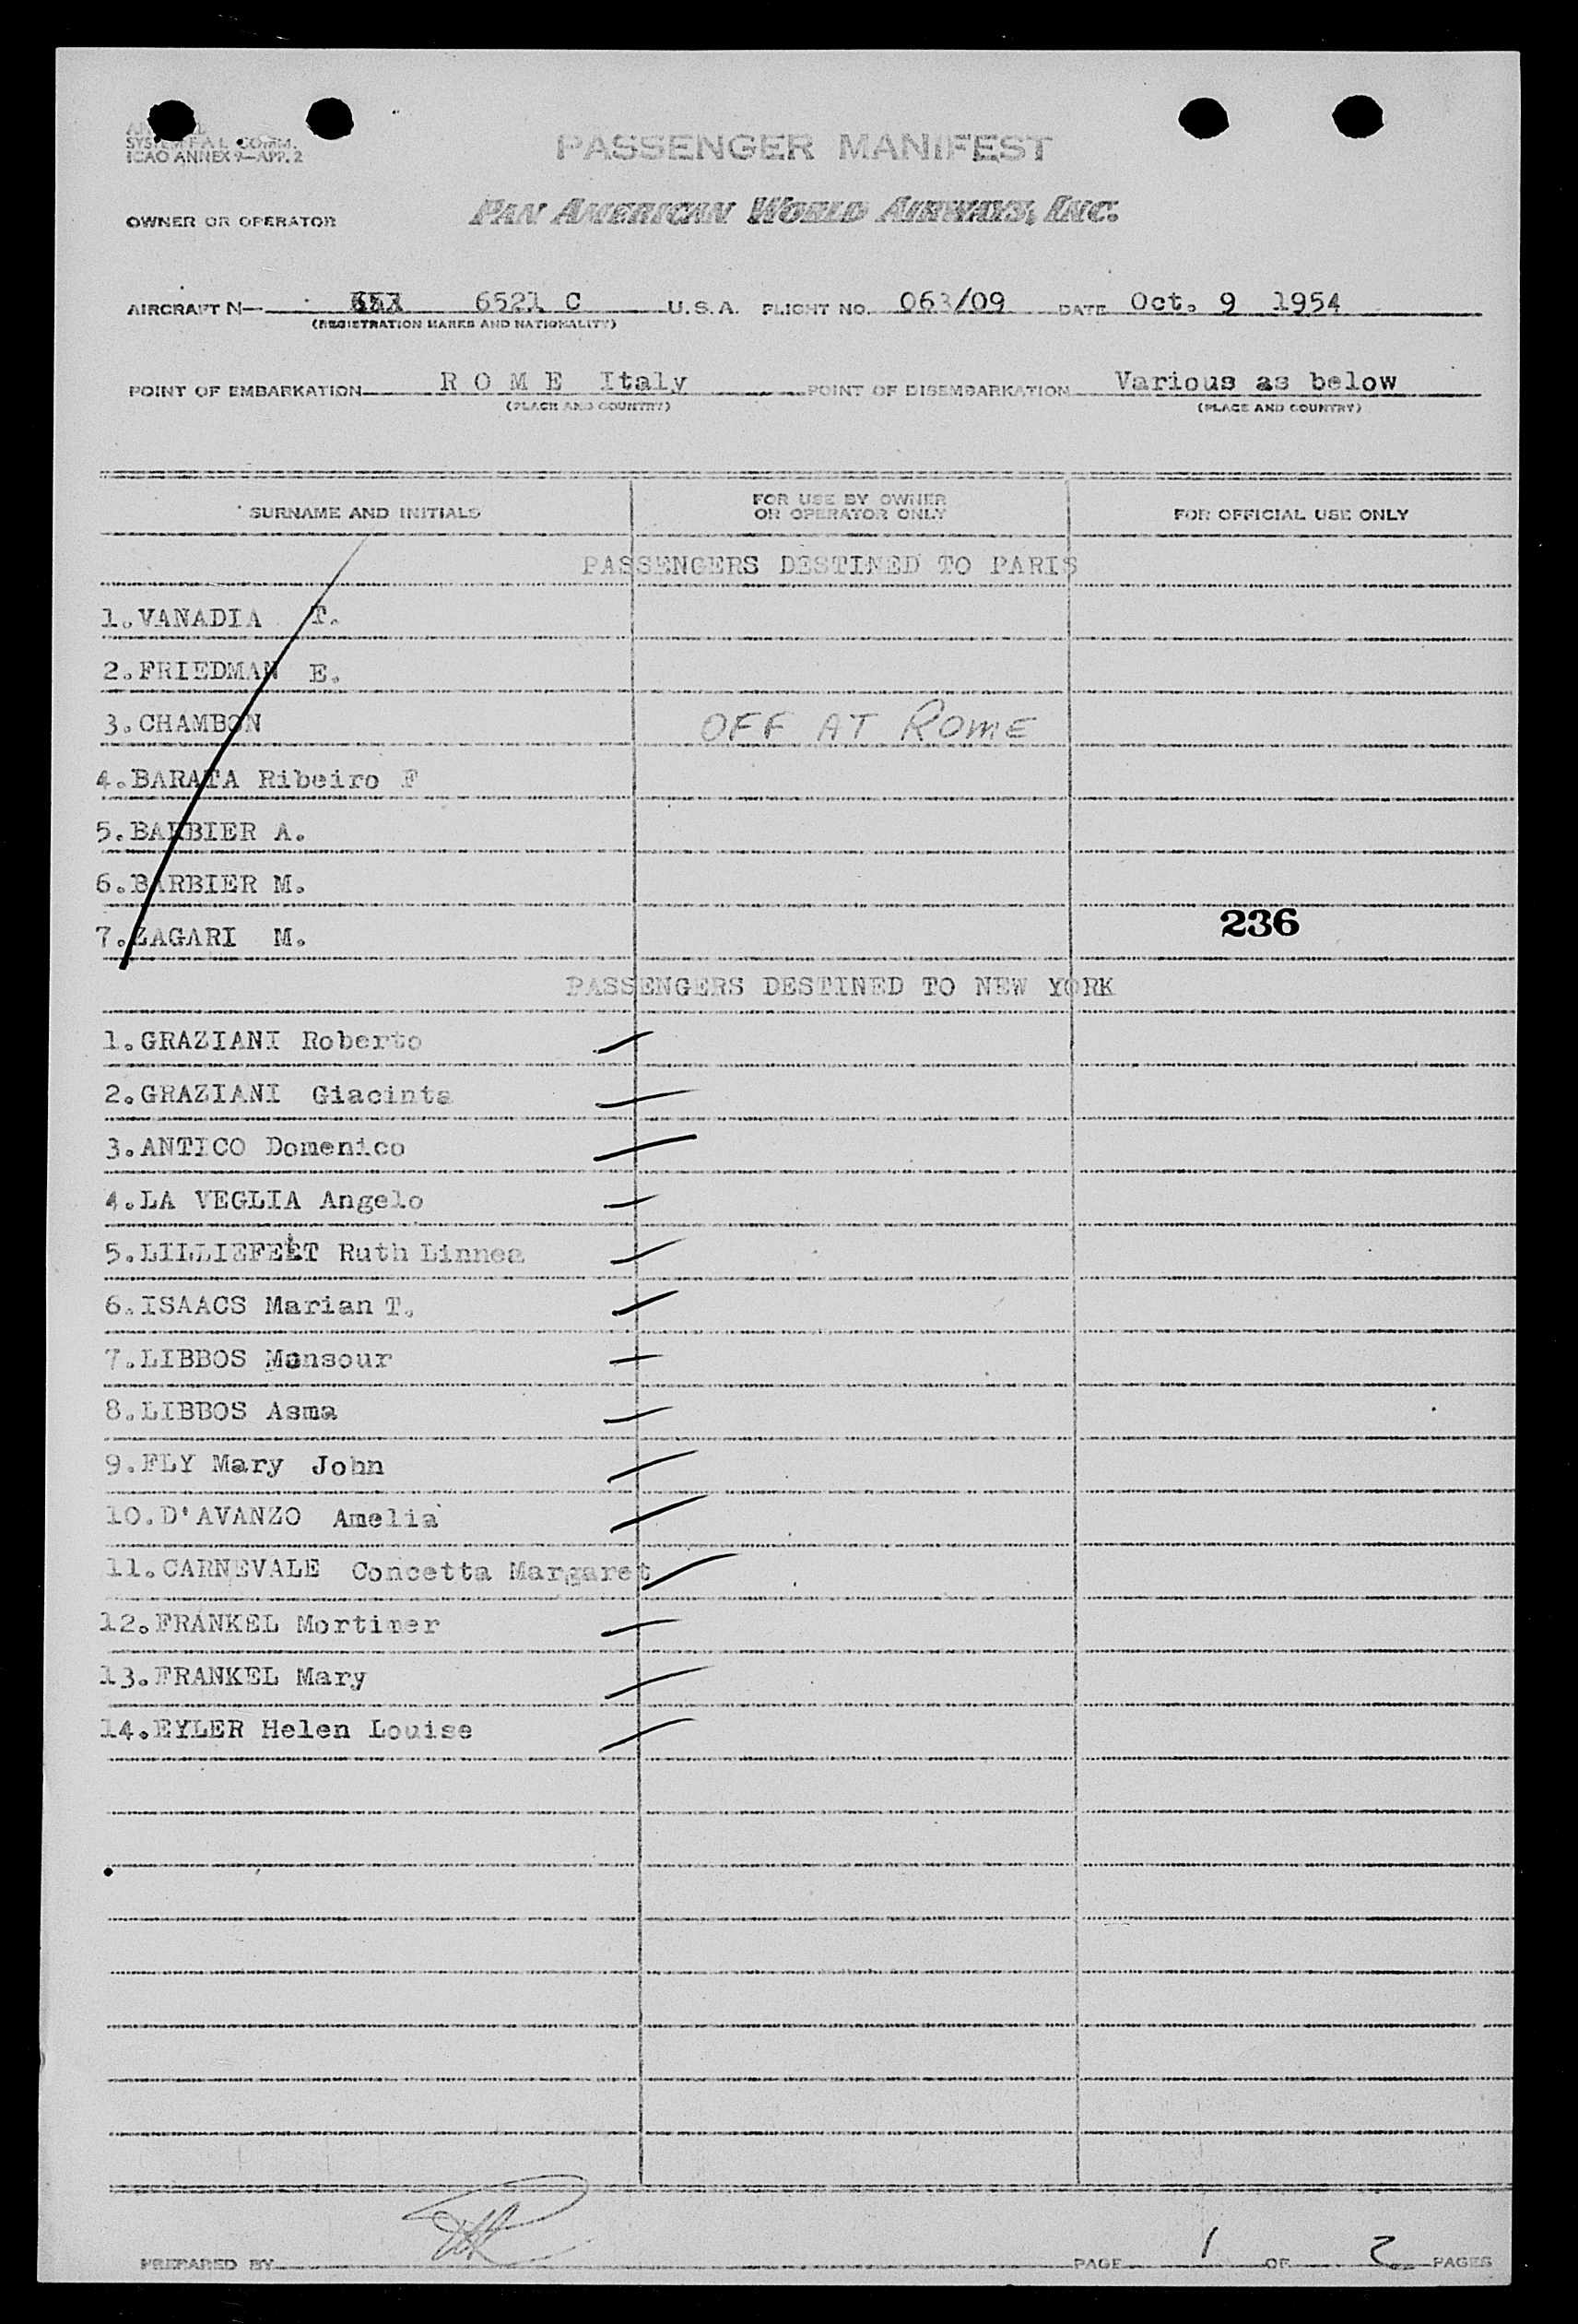 SYSTEM F A L COMM.
ICAO ANNEX 9—APP. 2
PASSENGER MANIFEST
OWNER OR OPERATOR PAN AMERICAN WORLD AIRWAYS, INC.
AIRCRAFT N— 6521 C U. S. A. FLIGHT NO. 063/09 DATE Oct. 9 1954
(REGISTRATION MARKS AND NATIONALITY)
POINT OF EMBARKATION R O M E Italy POINT OF DISEMBARKATION Various as below
(PLACE AND COUNTRY) (PLACE AND COUNTRY)
SURNAME AND INITIALS
FOR USE BY OWNER
OR OPERATOR ONLY
FOR OFFICIAL USE ONLY
PASSENGERS DESTINED TO PARIS
1.VANADIA T.
2.FRIEDMAN E.
3.CHAMBON OFF AT ROME
4.BARATA Ribeiro F
5.BARBIER A.
6.BARBIER M.
7.ZAGARI M.
236
PASSENGERS DESTINED TO NEW YORK
1.GRAZIANI Roberto
2.GRAZIANI Giacinta
3.ANTICO Domenico
4.LA VEGLIA Angelo
5. Ruth Linnea
6.ISAACS Marian T.
7.LIBBOS Mansour
8.LIBBOS Asma
9.FLY Mary John
10.D'AVANZO Amelia
11.CARNEVALE Concetta Margaret
12.FRANKEL Mortimer
13.FRANKEL Mary
14.EYLER Helen Louise
PREPARED BY PAGE 1 OF 2 PAGES